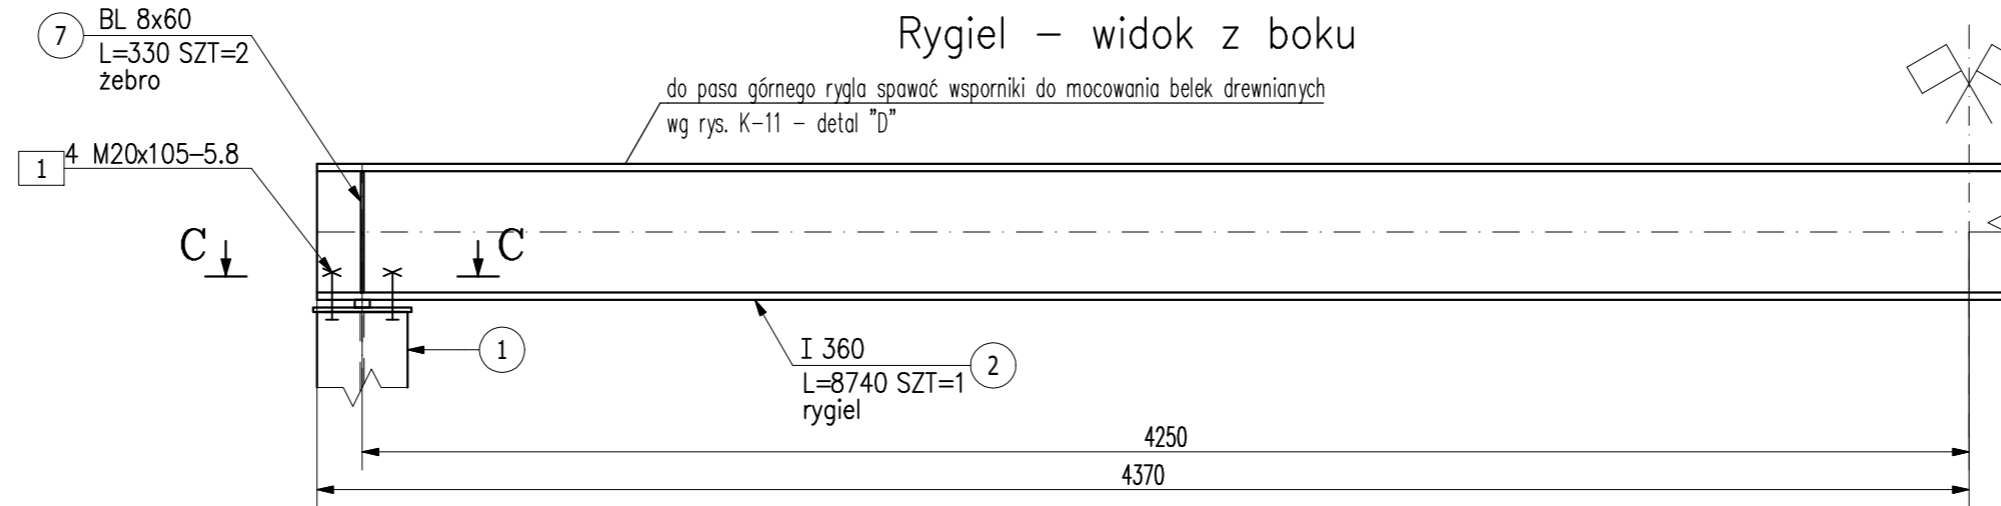 Rygiel – widok z boku
7
BL 8x60
L=330 SZT=2
żebro
do pasa górnego rygla spawać wsporniki do mocowania belek drewnianych
wg rys. K–11 – detal "D"
1
4 M20x105–5.8
C
C
1
I 360
L=8740 SZT=1
rygiel
2
4250
4370